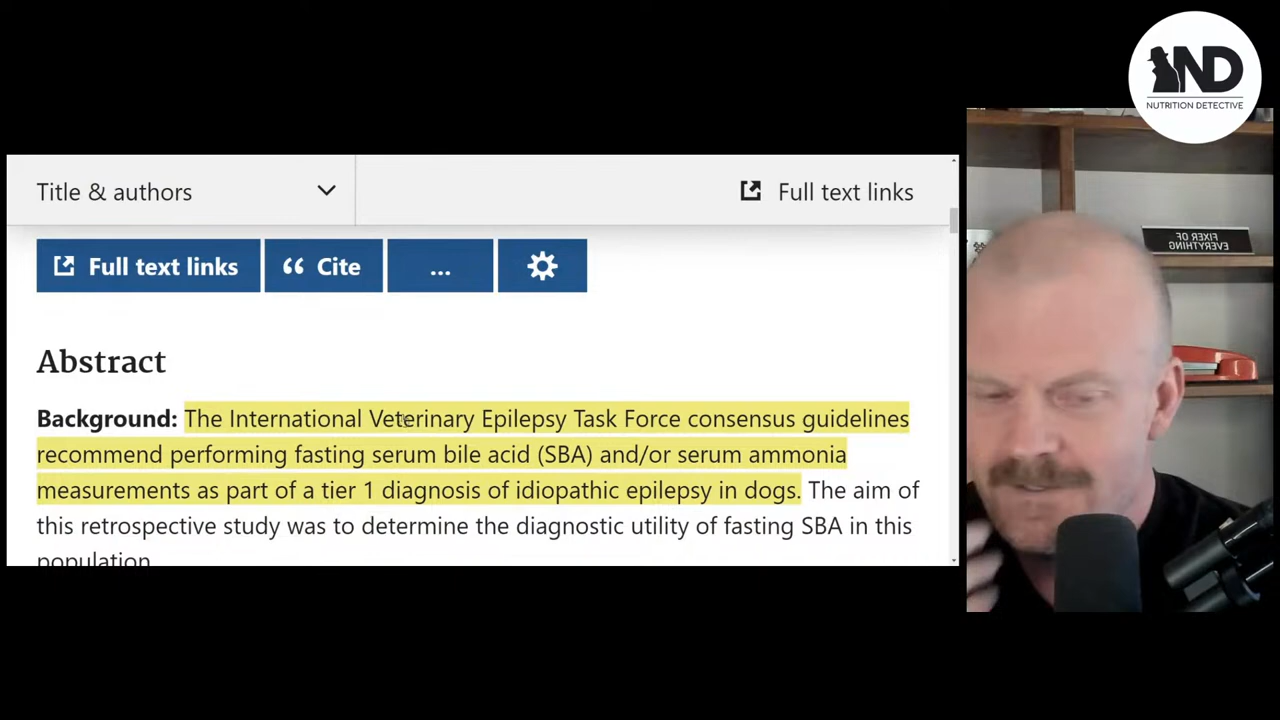 ND
NUTRITION DETECTIVE
Title & authors
Full text links
Full text links
Cite
...
FIXER OF
EVERYTHING
Abstract
Background: The International Veterinary Epilepsy Task Force consensus guidelines
recommend performing fasting serum bile acid (SBA) and/or serum ammonia
measurements as part of a tier 1 diagnosis of idiopathic epilepsy in dogs. The aim of
this retrospective study was to determine the diagnostic utility of fasting SBA in this
population.